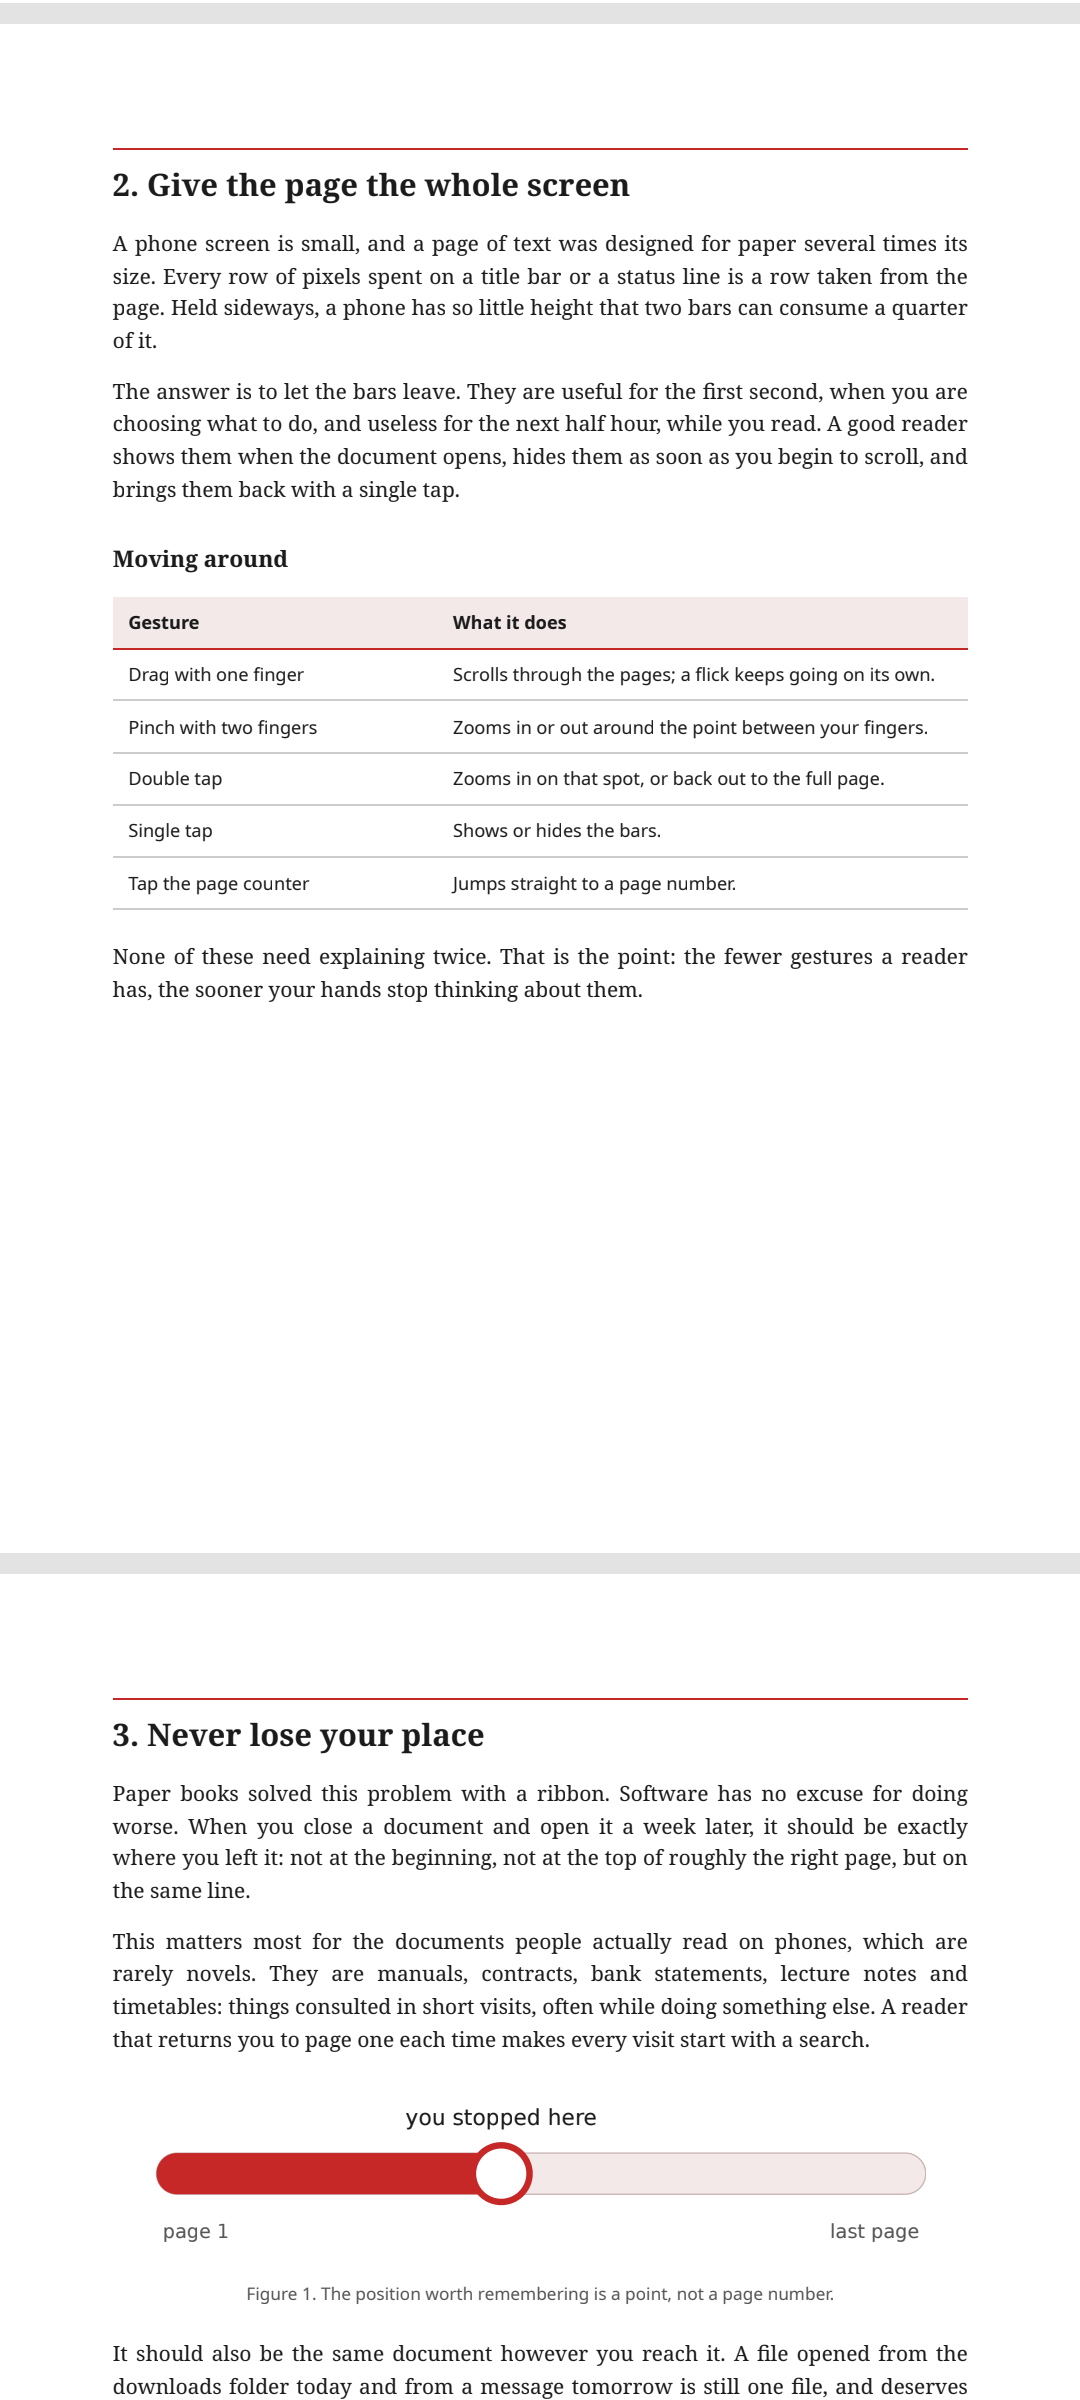 2. Give the page the whole screen
A phone screen is small, and a page of text was designed for paper several times its
size. Every row of pixels spent on a title bar or a status line is a row taken from the
page. Held sideways, a phone has so little height that two bars can consume a quarter
of it.
The answer is to let the bars leave. They are useful for the first second, when you are
choosing what to do, and useless for the next half hour, while you read. A good reader
shows them when the document opens, hides them as soon as you begin to scroll, and
brings them back with a single tap.
Moving around
Gesture What it does
Drag with one finger Scrolls through the pages; a flick keeps going on its own.
Pinch with two fingers Zooms in or out around the point between your fingers.
Double tap Zooms in on that spot, or back out to the full page.
Single tap Shows or hides the bars.
Tap the page counter Jumps straight to a page number.
None of these need explaining twice. That is the point: the fewer gestures a reader
has, the sooner your hands stop thinking about them.
3. Never lose your place
Paper books solved this problem with a ribbon. Software has no excuse for doing
worse. When you close a document and open it a week later, it should be exactly
where you left it: not at the beginning, not at the top of roughly the right page, but on
the same line.
This matters most for the documents people actually read on phones, which are
rarely novels. They are manuals, contracts, bank statements, lecture notes and
timetables: things consulted in short visits, often while doing something else. A reader
that returns you to page one each time makes every visit start with a search.
you stopped here
page 1 last page
Figure 1. The position worth remembering is a point, not a page number.
It should also be the same document however you reach it. A file opened from the
downloads folder today and from a message tomorrow is still one file, and deserves